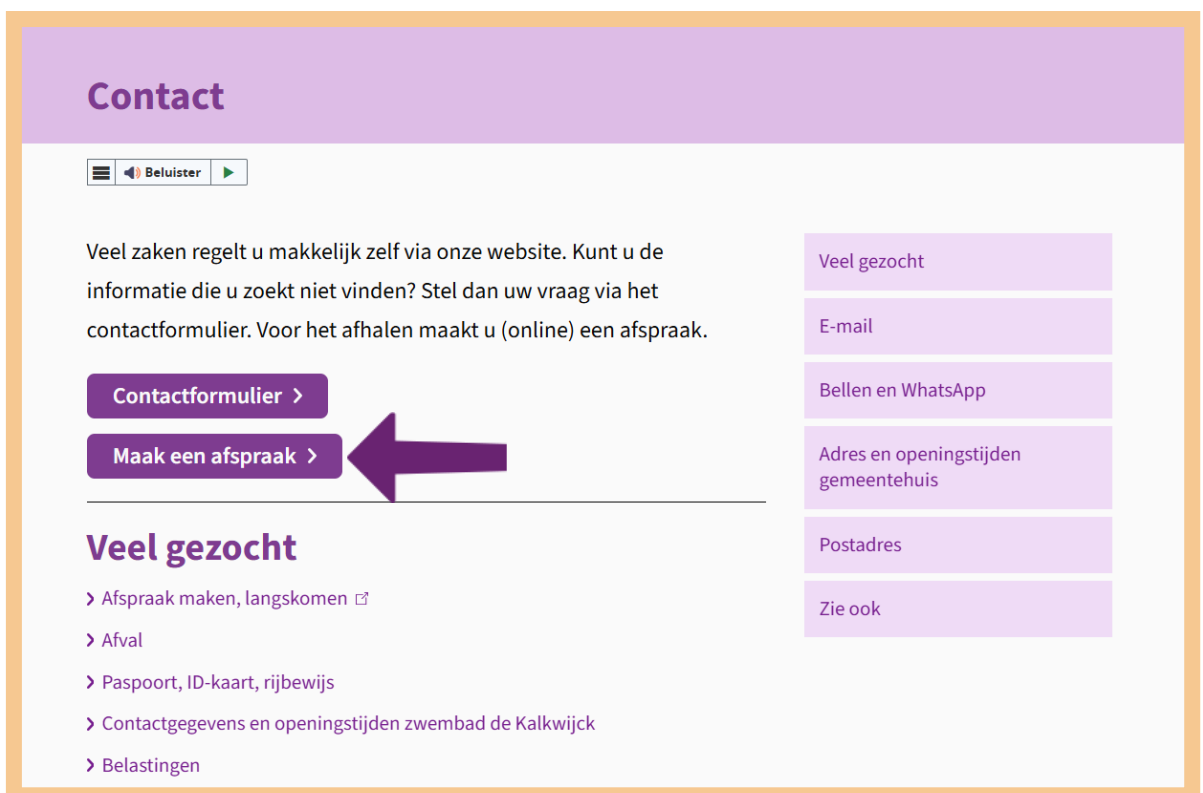 Contact
Beluister
Veel zaken regelt u makkelijk zelf via onze website. Kunt u de
informatie die u zoekt niet vinden? Stel dan uw vraag via het
contactformulier. Voor het afhalen maakt u (online) een afspraak.
Contactformulier
Maak een afspraak
Veel gezocht
Afspraak maken, langskomen
Afval
Paspoort, ID-kaart, rijbewijs
Contactgegevens en openingstijden zwembad de Kalkwijck
Belastingen
Veel gezocht
E-mail
Bellen en WhatsApp
Adres en openingstijden
gemeentehuis
Postadres
Zie ook